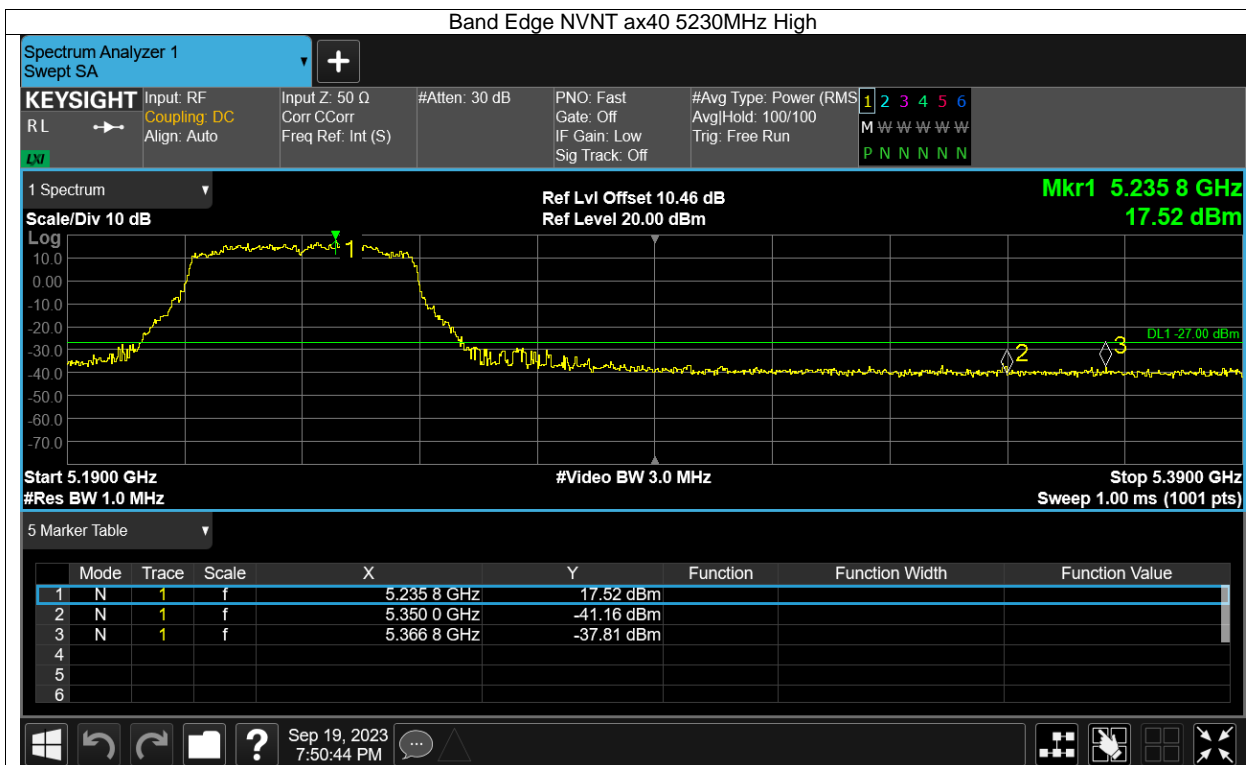 Band Edge NVNT ax40 5230MHz High
Spectrum Analyzer 1
Swept SA
+
KEYSIGHT Input: RF Input Z: 50 Ω #Atten: 30 dB PNO: Fast #Avg Type: Power (RMS 1 2 3 4 5 6
R L Coupling: DC Corr CCorr Gate: Off Avg|Hold: 100/100 M W W W W W
Align: Auto Freq Ref: Int (S) IF Gain: Low Trig: Free Run
LXI Sig Track: Off P N N N N N
1 Spectrum Ref Lvl Offset 10.46 dB Mkr1 5.235 8 GHz
Scale/Div 10 dB Ref Level 20.00 dBm 17.52 dBm
Log
10.0 1
0.00
-10.0
-20.0
DL1 -27.00 dBm
-30.0 2 3
-40.0
-50.0
-60.0
-70.0
Start 5.1900 GHz #Video BW 3.0 MHz Stop 5.3900 GHz
#Res BW 1.0 MHz Sweep 1.00 ms (1001 pts)
5 Marker Table
Mode Trace Scale X Y Function Function Width Function Value
1 N 1 f 5.235 8 GHz 17.52 dBm
2 N 1 f 5.350 0 GHz -41.16 dBm
3 N 1 f 5.366 8 GHz -37.81 dBm
4
5
6
? Sep 19, 2023
7:50:44 PM